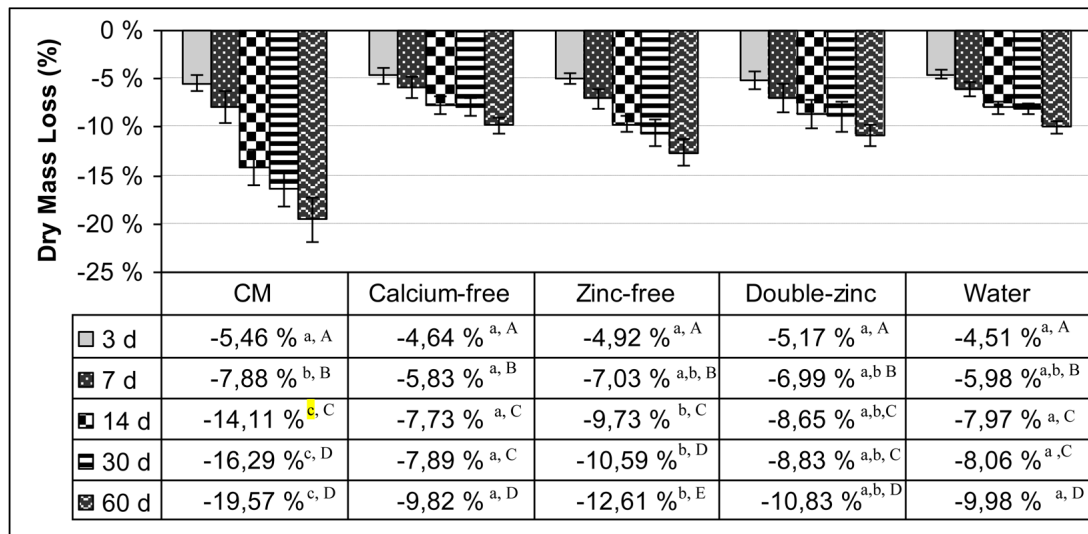 Dry Mass Loss (%)
0 %
-5 %
-10 %
-15 %
-20 %
-25 %
CM Calcium-free Zinc-free Double-zinc Water
3 d -5,46 % a, A -4,64 % a, A -4,92 % a, A -5,17 % a, A -4,51 % a, A
7 d -7,88 % b, B -5,83 % a, B -7,03 % a,b, B -6,99 % a,b B -5,98% a,b, B
14 d -14,11 % c, C -7,73 % a, C -9,73 % b, C -8,65 % a,b,C -7,97 % a, C
30 d -16,29 % c, D -7,89 % a, C -10,59 % b, D -8,83 % a,b, C -8,06 % a ,C
60 d -19,57 % c, D -9,82 % a, D -12,61 % b, E -10,83 % a,b, D -9,98 % a, D